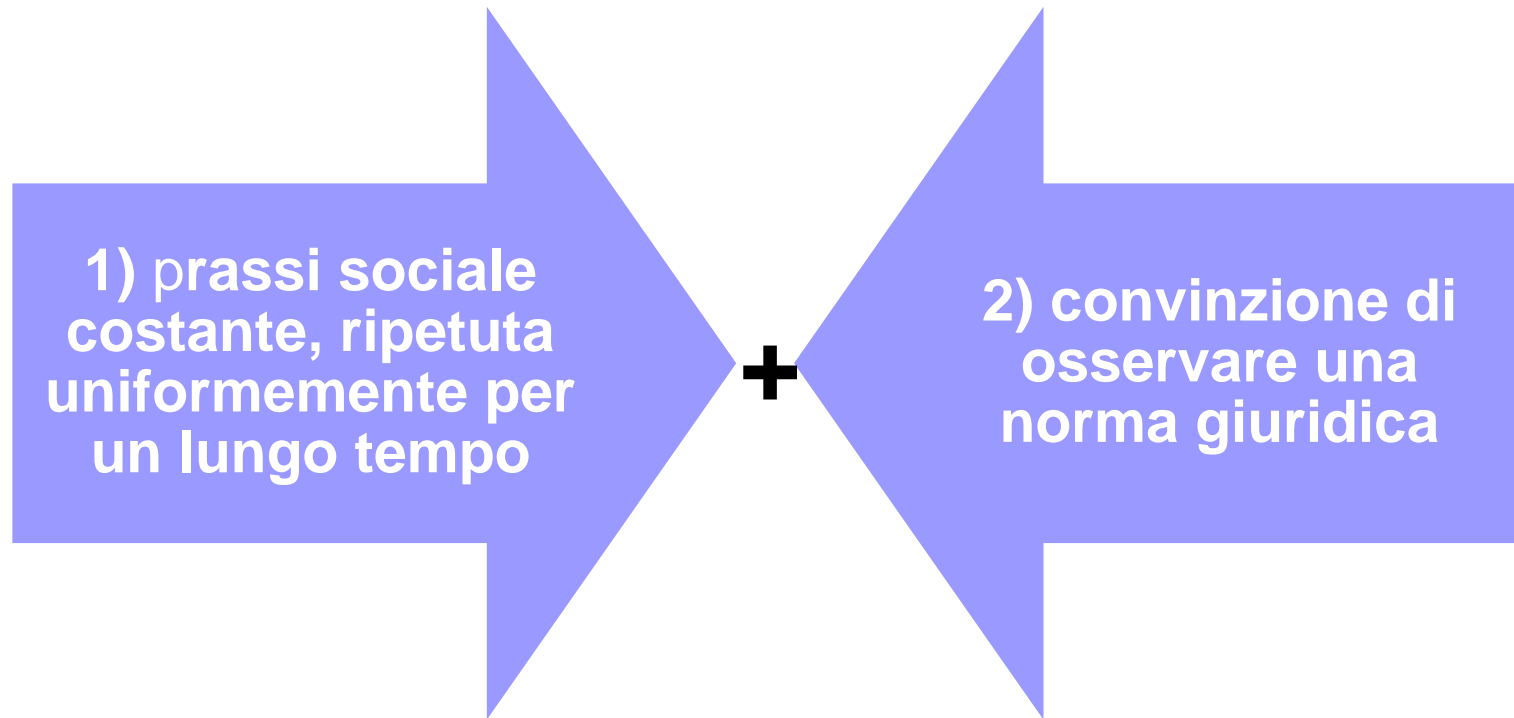 1) prassi sociale
costante, ripetuta
uniformemente per
un lungo tempo
+
2) convinzione di
osservare una
norma giuridica